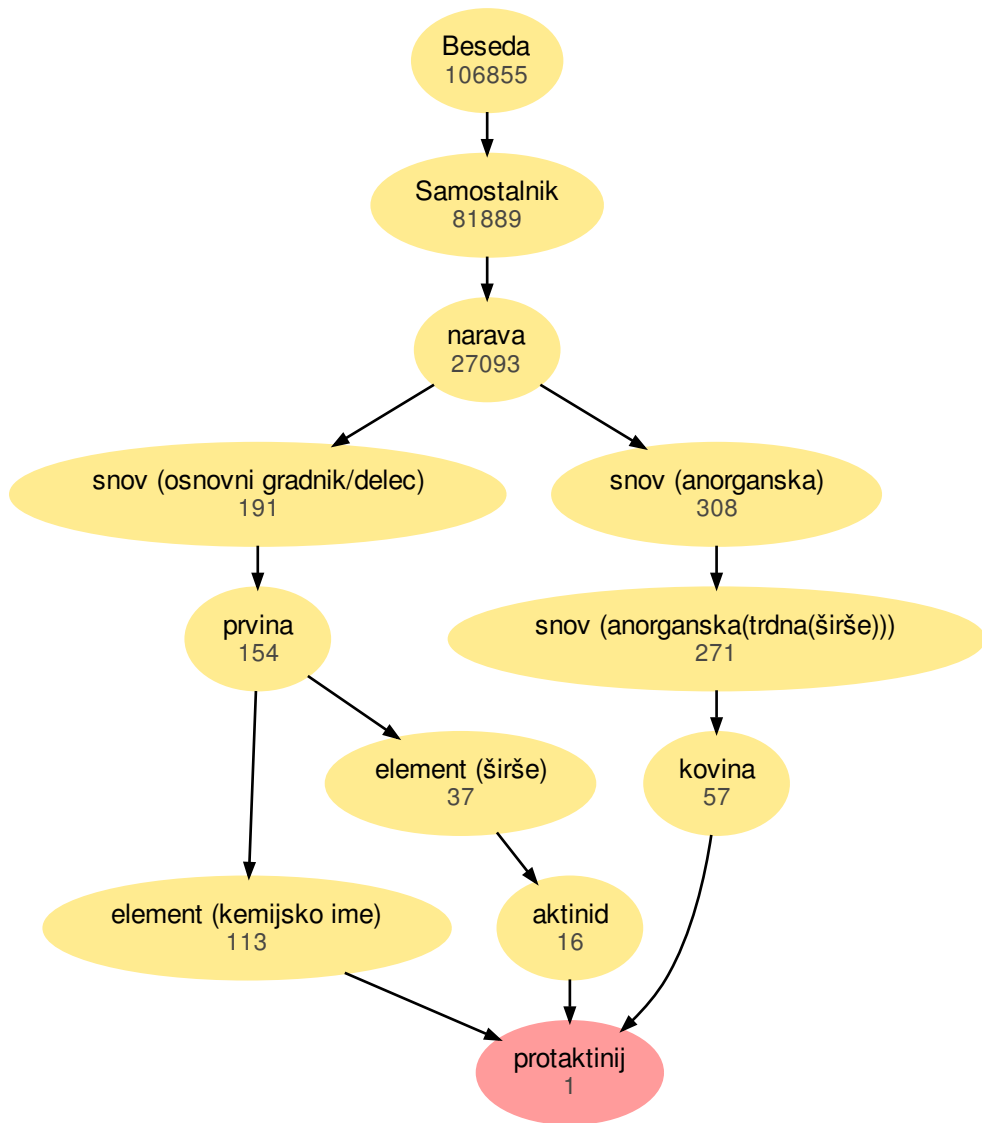 Beseda
106855
Samostalnik
81889
narava
27093
snov (osnovni gradnik/delec)
191
snov (anorganska)
308
prvina
154
snov (anorganska(trdna(širše)))
271
element (širše)
37
kovina
57
element (kemijsko ime)
113
aktinid
16
protaktinij
1